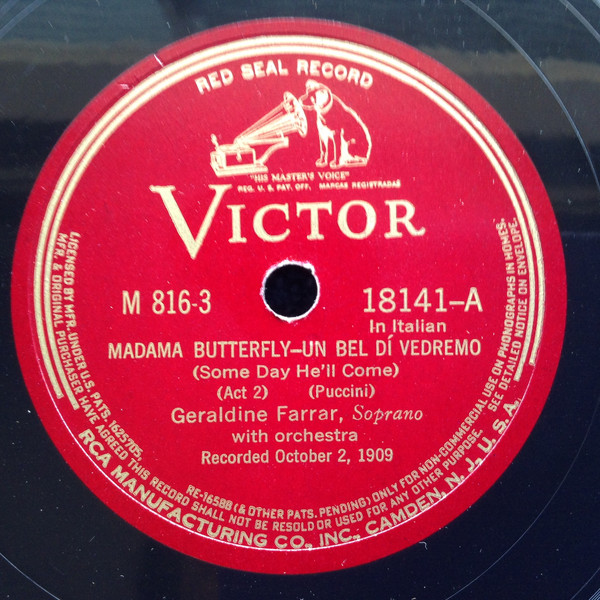 RED SEAL RECORD
"HIS MASTER'S VOICE"
REG. U.S. PAT. OFF. MARCAS REGISTRADAS
VICTOR
M 816-3
18141-A
In Italian
MADAMA BUTTERFLY-UN BEL DÍ VEDREMO
(Some Day He'll Come)
(Act 2) (Puccini)
Geraldine Farrar, Soprano
with orchestra
Recorded October 2, 1909
LICENSED BY MFR. UNDER U.S. PATS. 1625705,
RE-16588 (& OTHER PATS. PENDING) ONLY FOR NON-COMMERCIAL USE ON PHONOGRAPHS IN HOMES.
MFR. & ORIGINAL PURCHASER HAVE AGREED THIS RECORD SHALL NOT BE RESOLD OR USED FOR ANY OTHER PURPOSE.
SEE DETAILED NOTICE ON ENVELOPE.
RCA MANUFACTURING CO., INC., CAMDEN, N. J., U. S. A.